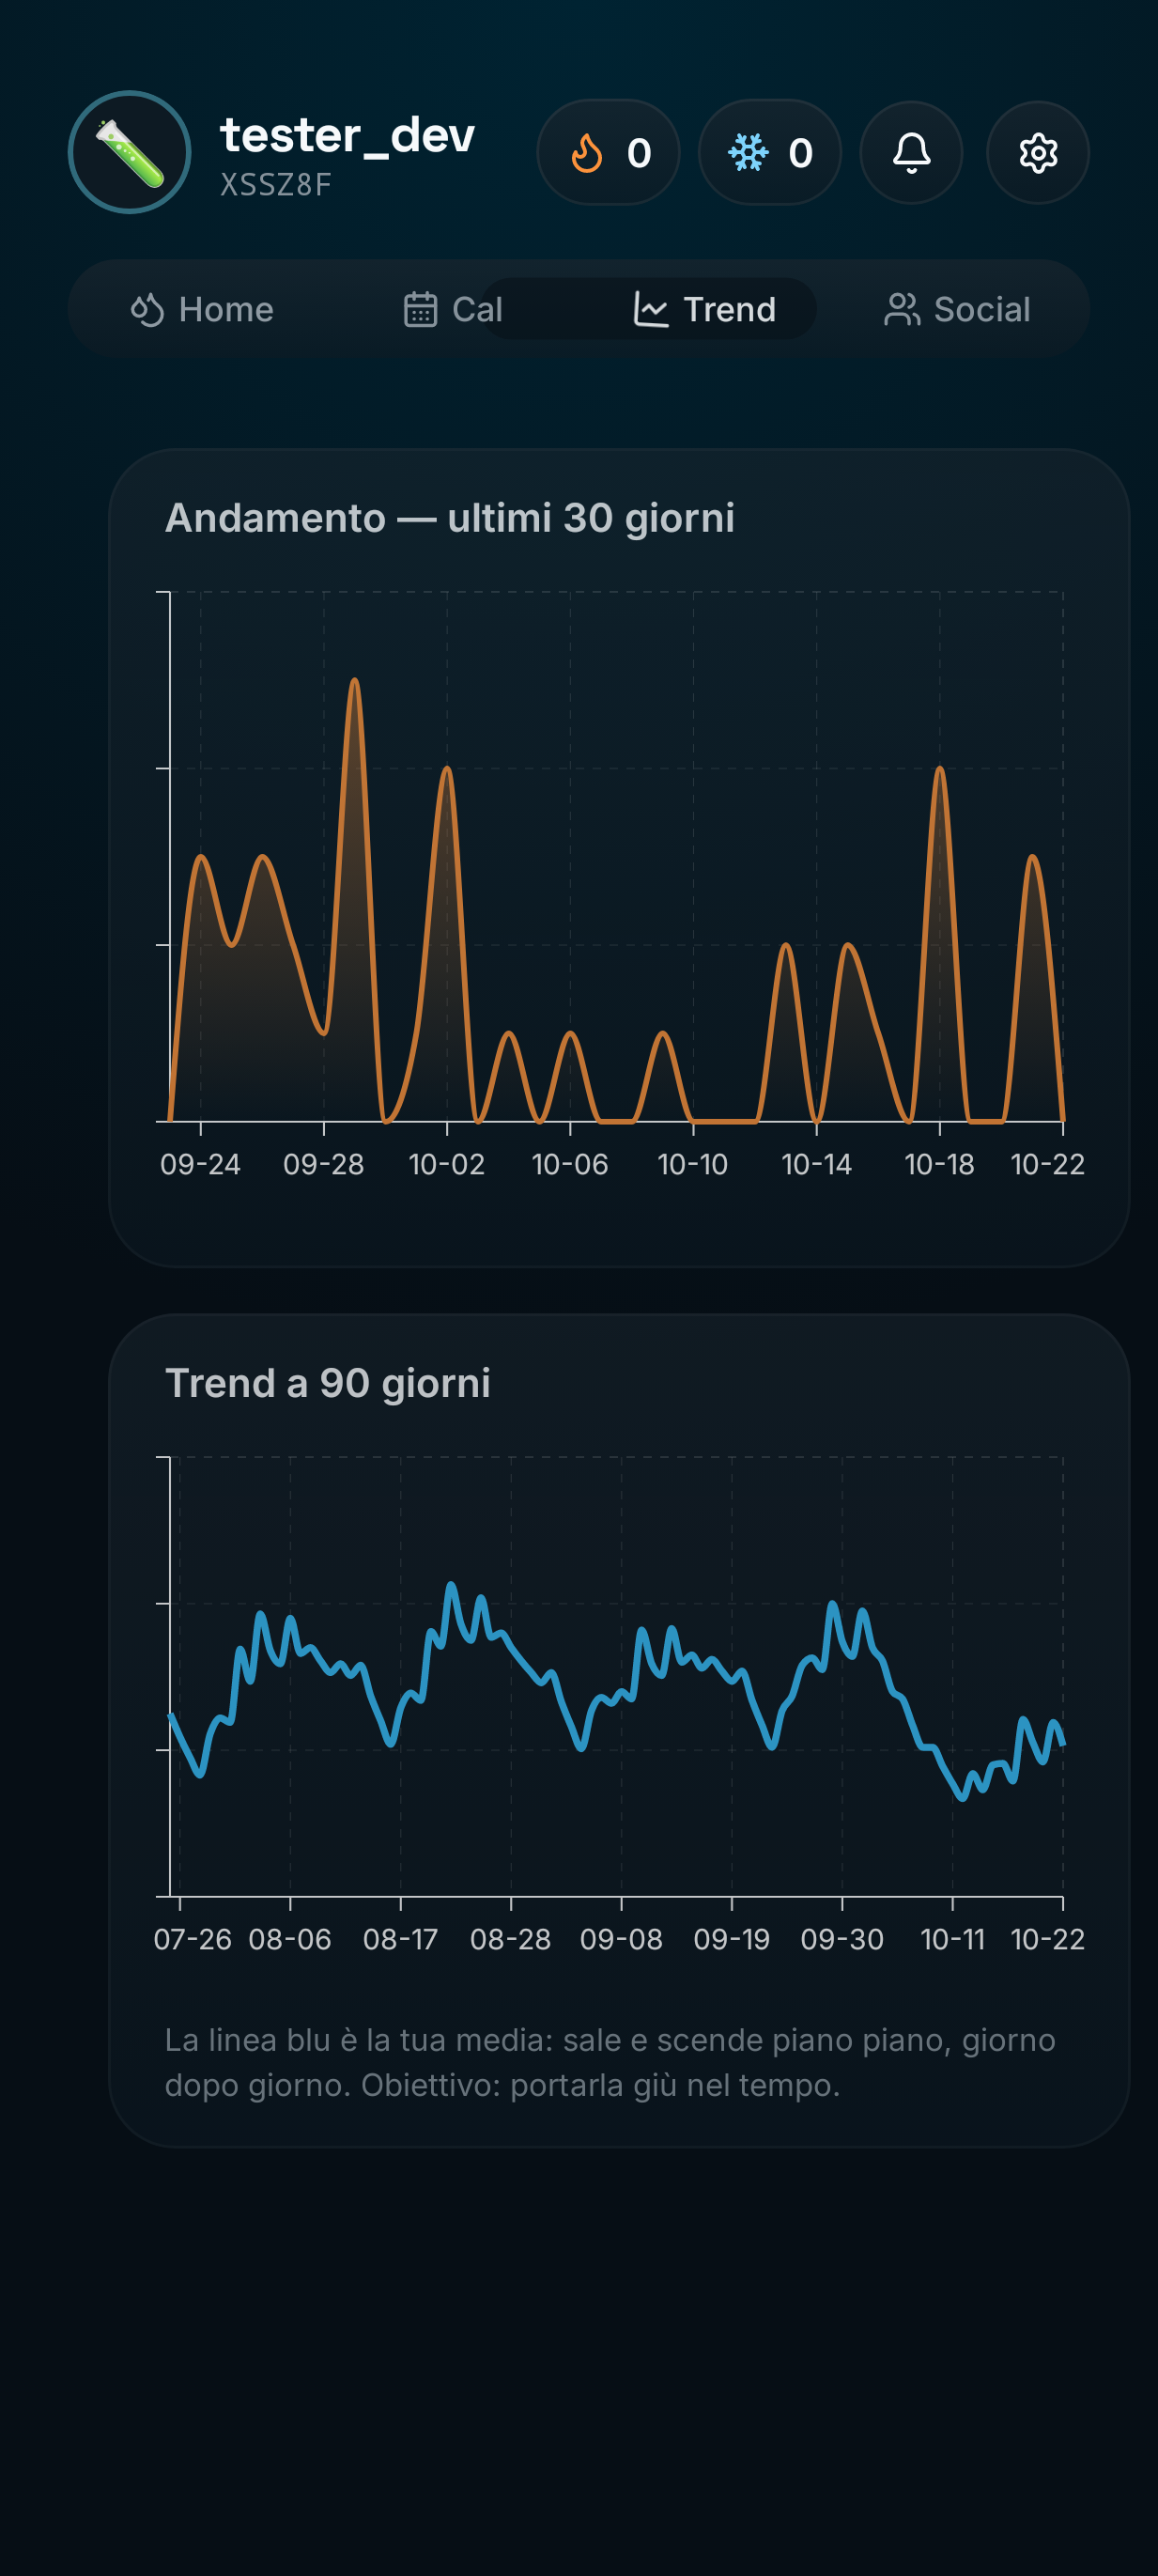 tester_dev
XSSZ8F
0
0
Home
Cal
Trend
Social
Andamento — ultimi 30 giorni
09-24 09-28 10-02 10-06 10-10 10-14 10-18 10-22
Trend a 90 giorni
07-26 08-06 08-17 08-28 09-08 09-19 09-30 10-11 10-22
La linea blu è la tua media: sale e scende piano piano, giorno
dopo giorno. Obiettivo: portarla giù nel tempo.